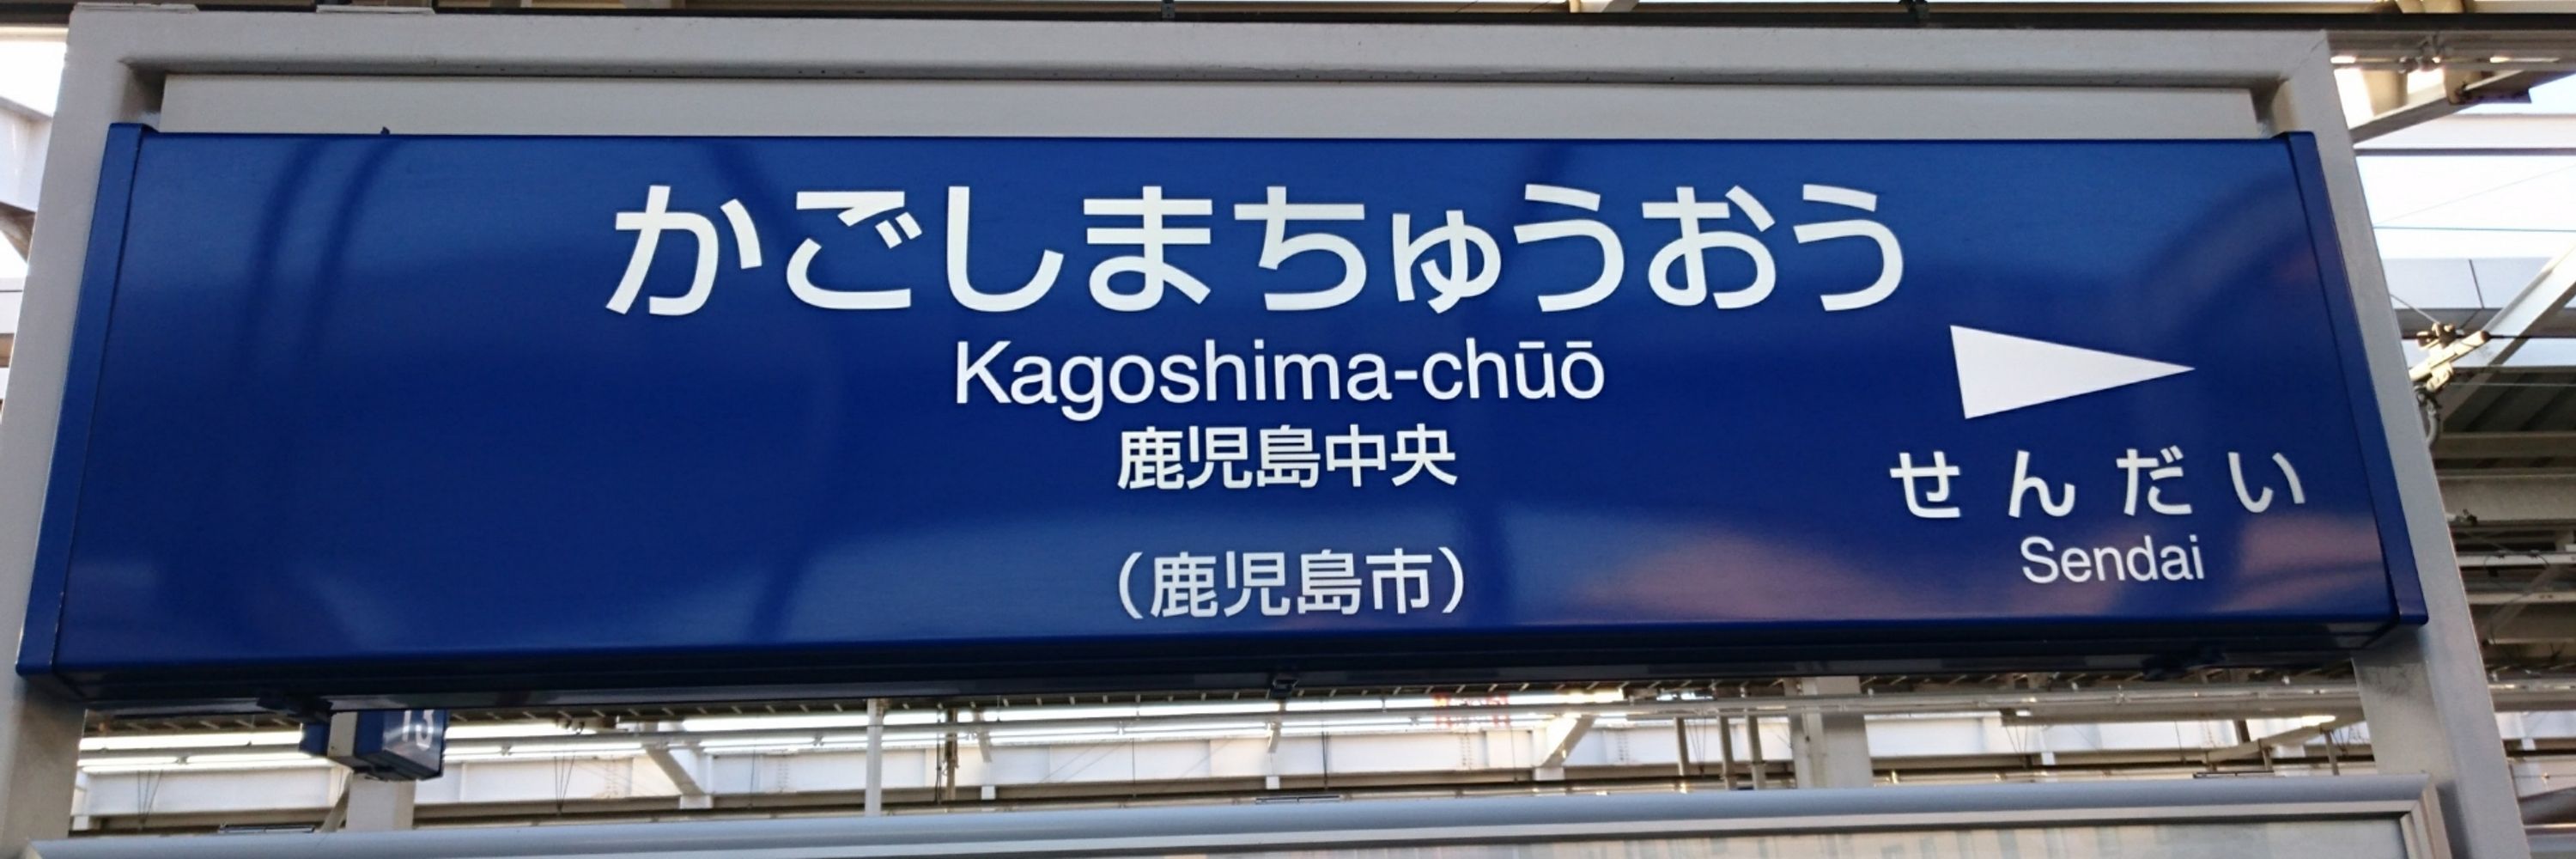 かごしまちゅうおう
Kagoshima-chūō
鹿児島中央
（鹿児島市）
せんだい
Sendai
13